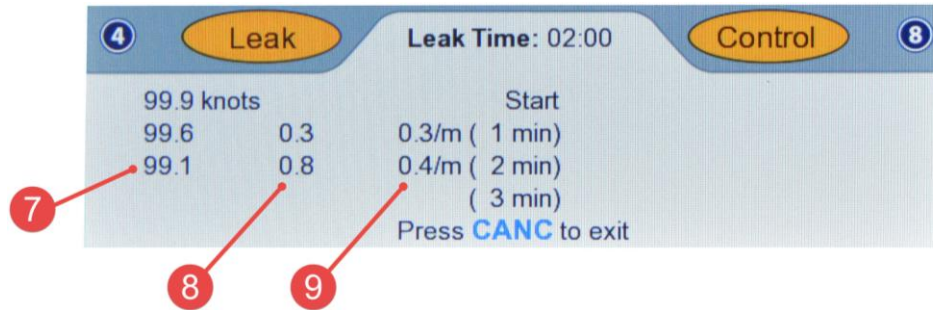 4 Leak Leak Time: 02:00 Control 8
99.9 knots Start
99.6 0.3 0.3/m ( 1 min)
99.1 0.8 0.4/m ( 2 min)
( 3 min)
Press CANC to exit
7
8 9